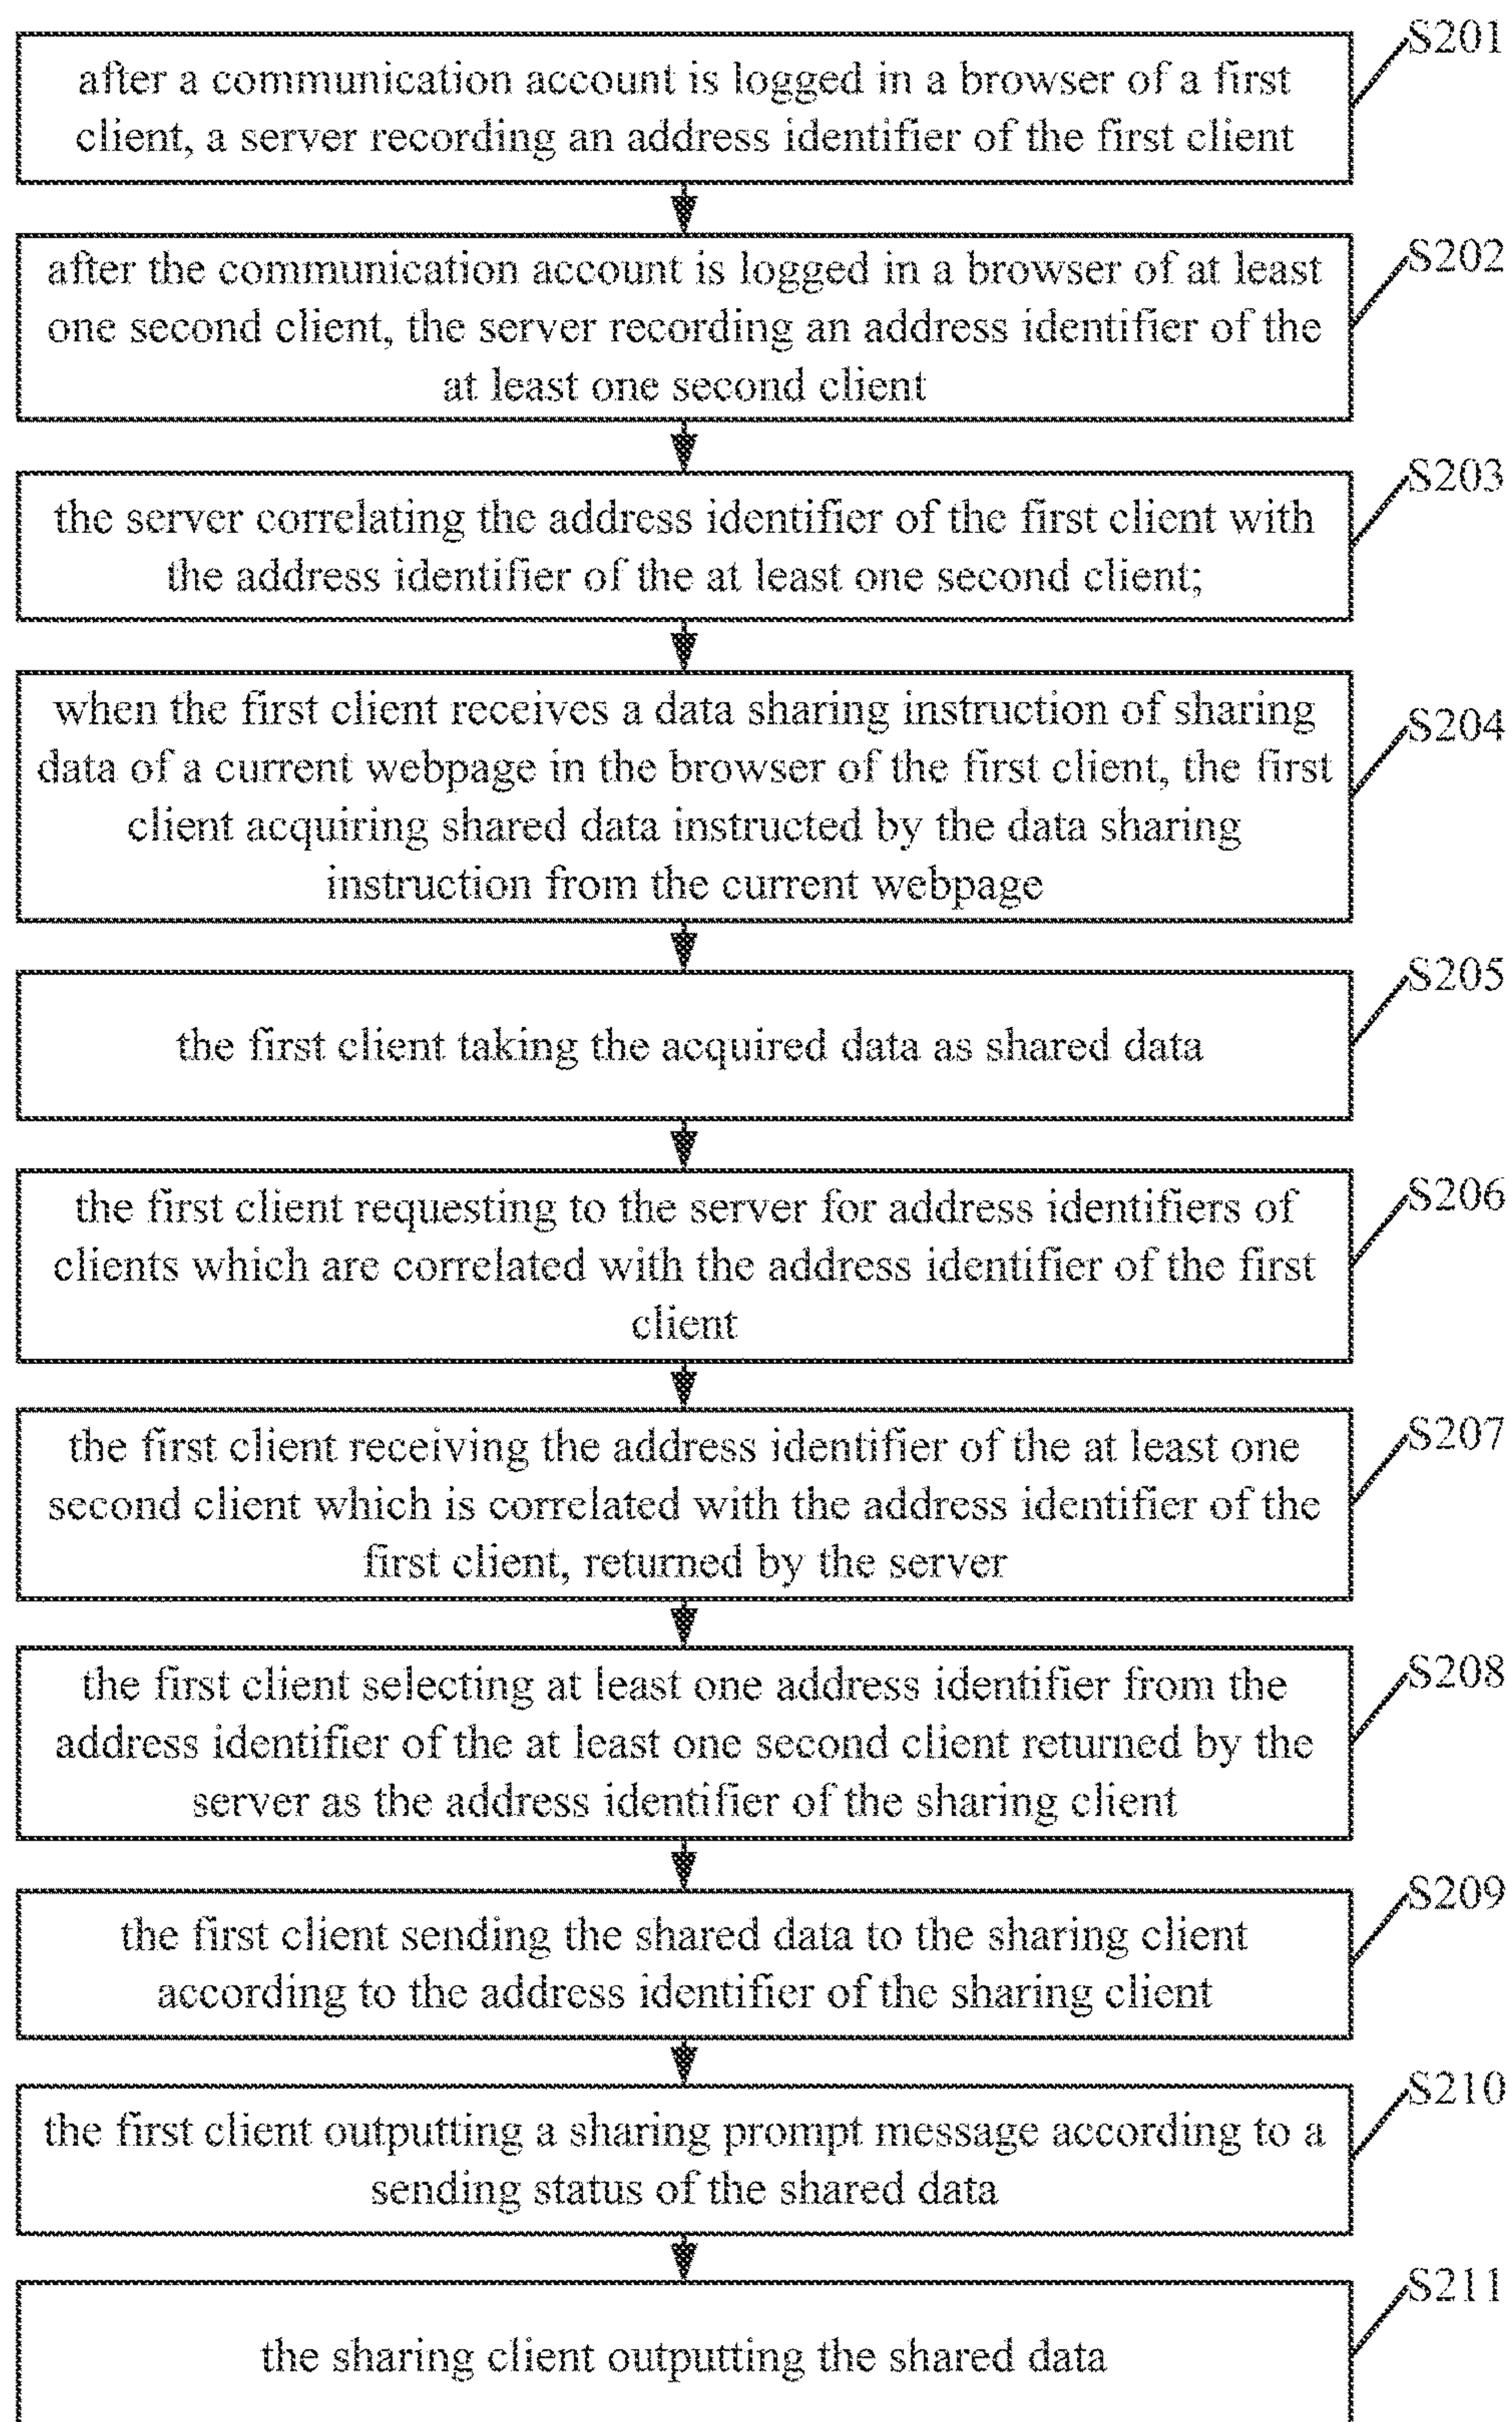 S201
after a communication account is logged in a browser of a first
client, a server recording an address identifier of the first client
S202
after the communication account is logged in a browser of at least
one second client, the server recording an address identifier of the
at least one second client
S203
the server correlating the address identifier of the first client with
the address identifier of the at least one second client;
S204
when the first client receives a data sharing instruction of sharing
data of a current webpage in the browser of the first client, the first
client acquiring shared data instructed by the data sharing
instruction from the current webpage
S205
the first client taking the acquired data as shared data
S206
the first client requesting to the server for address identifiers of
clients which are correlated with the address identifier of the first
client
S207
the first client receiving the address identifier of the at least one
second client which is correlated with the address identifier of the
first client, returned by the server
S208
the first client selecting at least one address identifier from the
address identifier of the at least one second client returned by the
server as the address identifier of the sharing client
S209
the first client sending the shared data to the sharing client
according to the address identifier of the sharing client
S210
the first client outputting a sharing prompt message according to a
sending status of the shared data
S211
the sharing client outputting the shared data